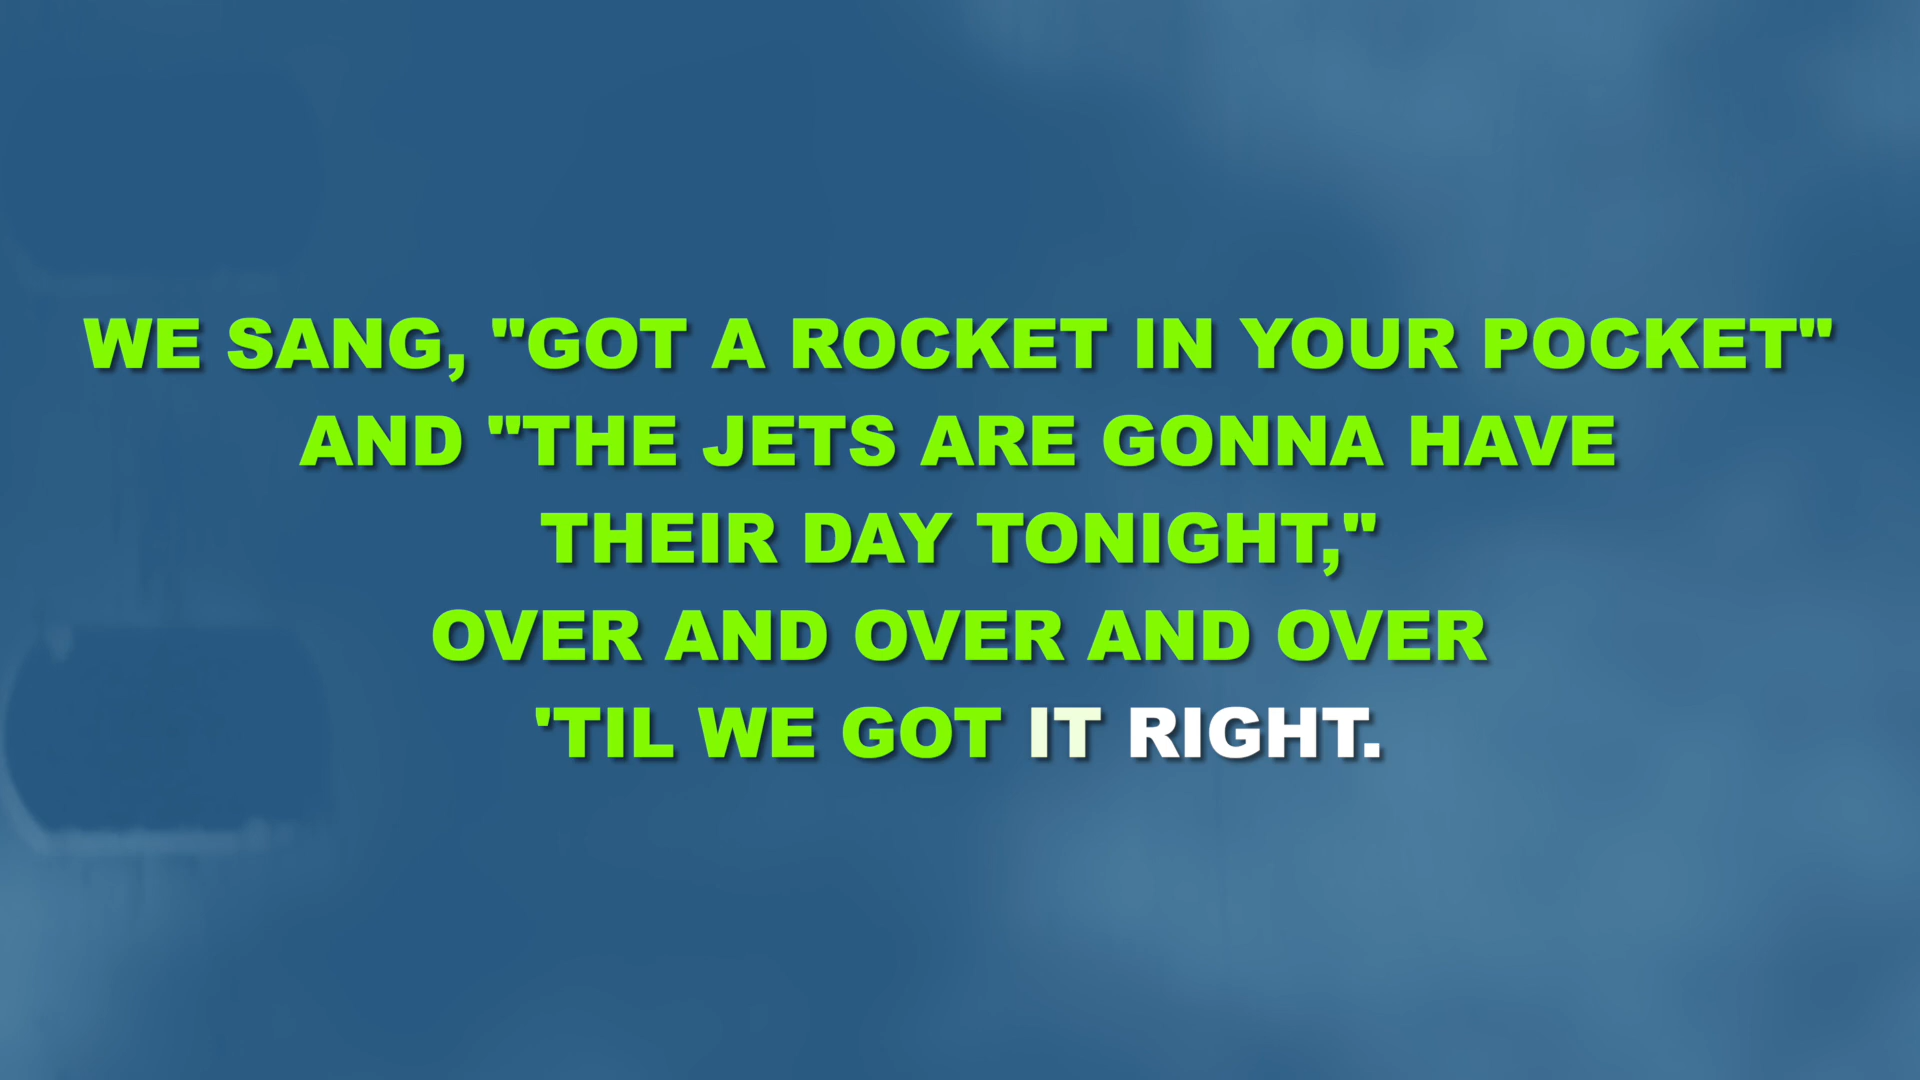 WE SANG, "GOT A ROCKET IN YOUR POCKET"
AND "THE JETS ARE GONNA HAVE
THEIR DAY TONIGHT,"
OVER AND OVER AND OVER
'TIL WE GOT IT RIGHT.